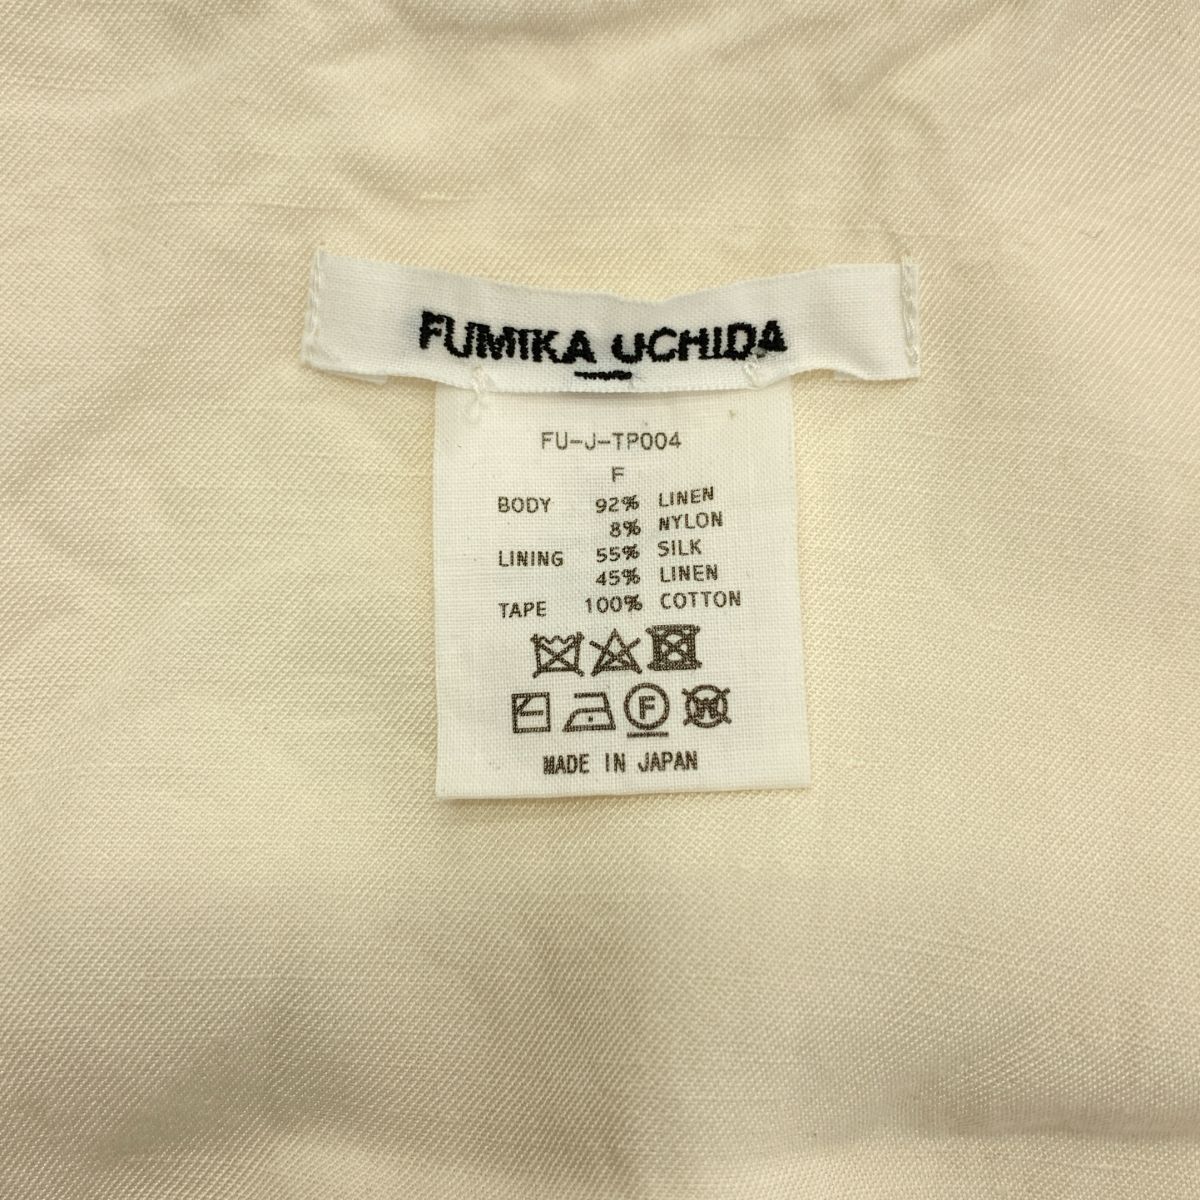 FUMIKA UCHIDA
FU-J-TP004
F
BODY 92% LINEN
8% NYLON
LINING 55% SILK
45% LINEN
TAPE 100% COTTON
F W
MADE IN JAPAN